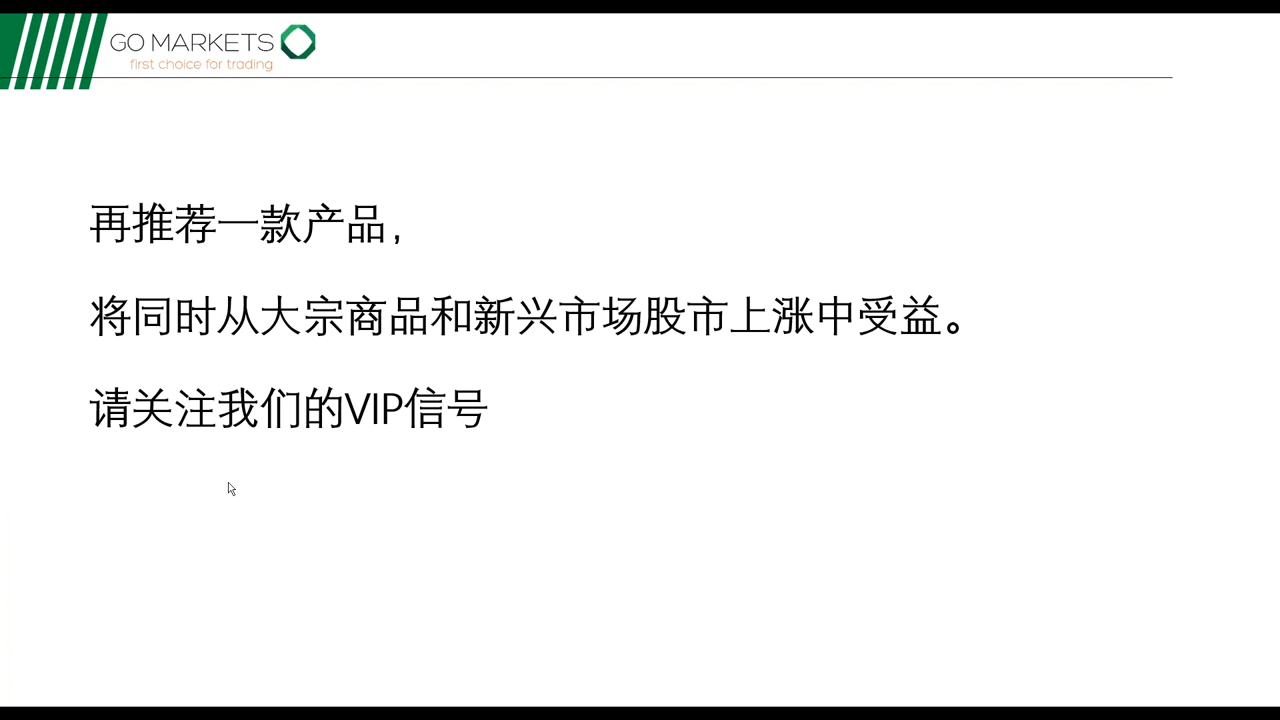 GO MARKETS
first choice for trading
再推荐一款产品，
将同时从大宗商品和新兴市场股市上涨中受益。
请关注我们的VIP信号